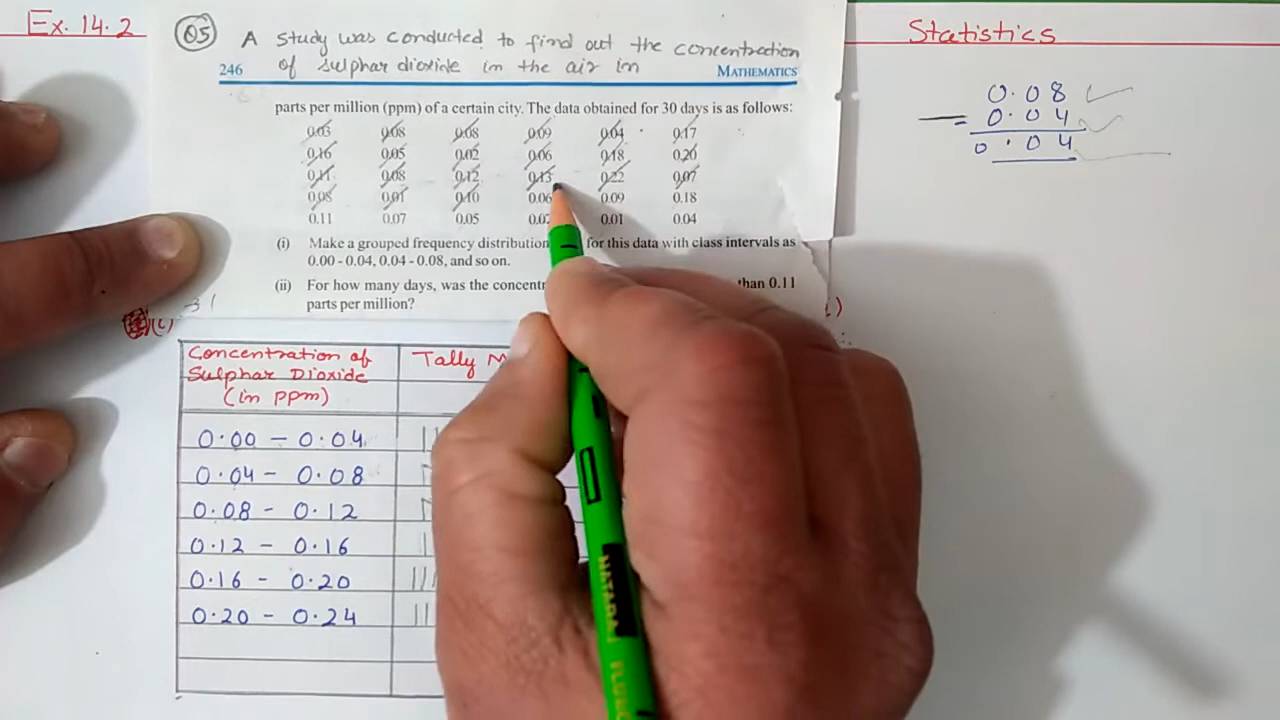 Ex. 14.2
Statistics
Q5 A study was conducted to find out the concentration
of sulphar dioxide in the air in
246 MATHEMATICS
parts per million (ppm) of a certain city. The data obtained for 30 days is as follows:
0.03 0.08 0.08 0.09 0.04 0.17
0.16 0.05 0.02 0.06 0.18 0.20
0.11 0.08 0.12 0.13 0.22 0.07
0.08 0.01 0.10 0.06 0.09 0.18
0.11 0.07 0.05 0.07 0.01 0.04
(i) Make a grouped frequency distribution for this data with class intervals as
0.00 - 0.04, 0.04 - 0.08, and so on.
(ii) For how many days, was the than 0.11
parts per million?
0.08
0.04
0.04
(i)
Concentration of
Sulphar Dioxide
(in ppm)
Tally
0.00 - 0.04
0.04 - 0.08
0.08 - 0.12
0.12 - 0.16
0.16 - 0.20
0.20 - 0.24